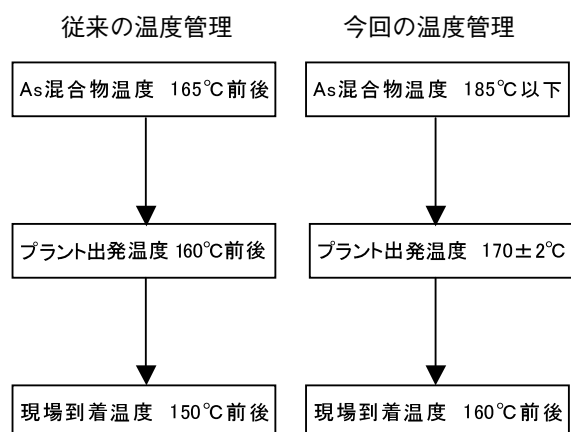 従来の温度管理
今回の温度管理
As混合物温度 165℃前後
As混合物温度 185℃以下
プラント出発温度 160℃前後
プラント出発温度 170±2℃
現場到着温度 150℃前後
現場到着温度 160℃前後